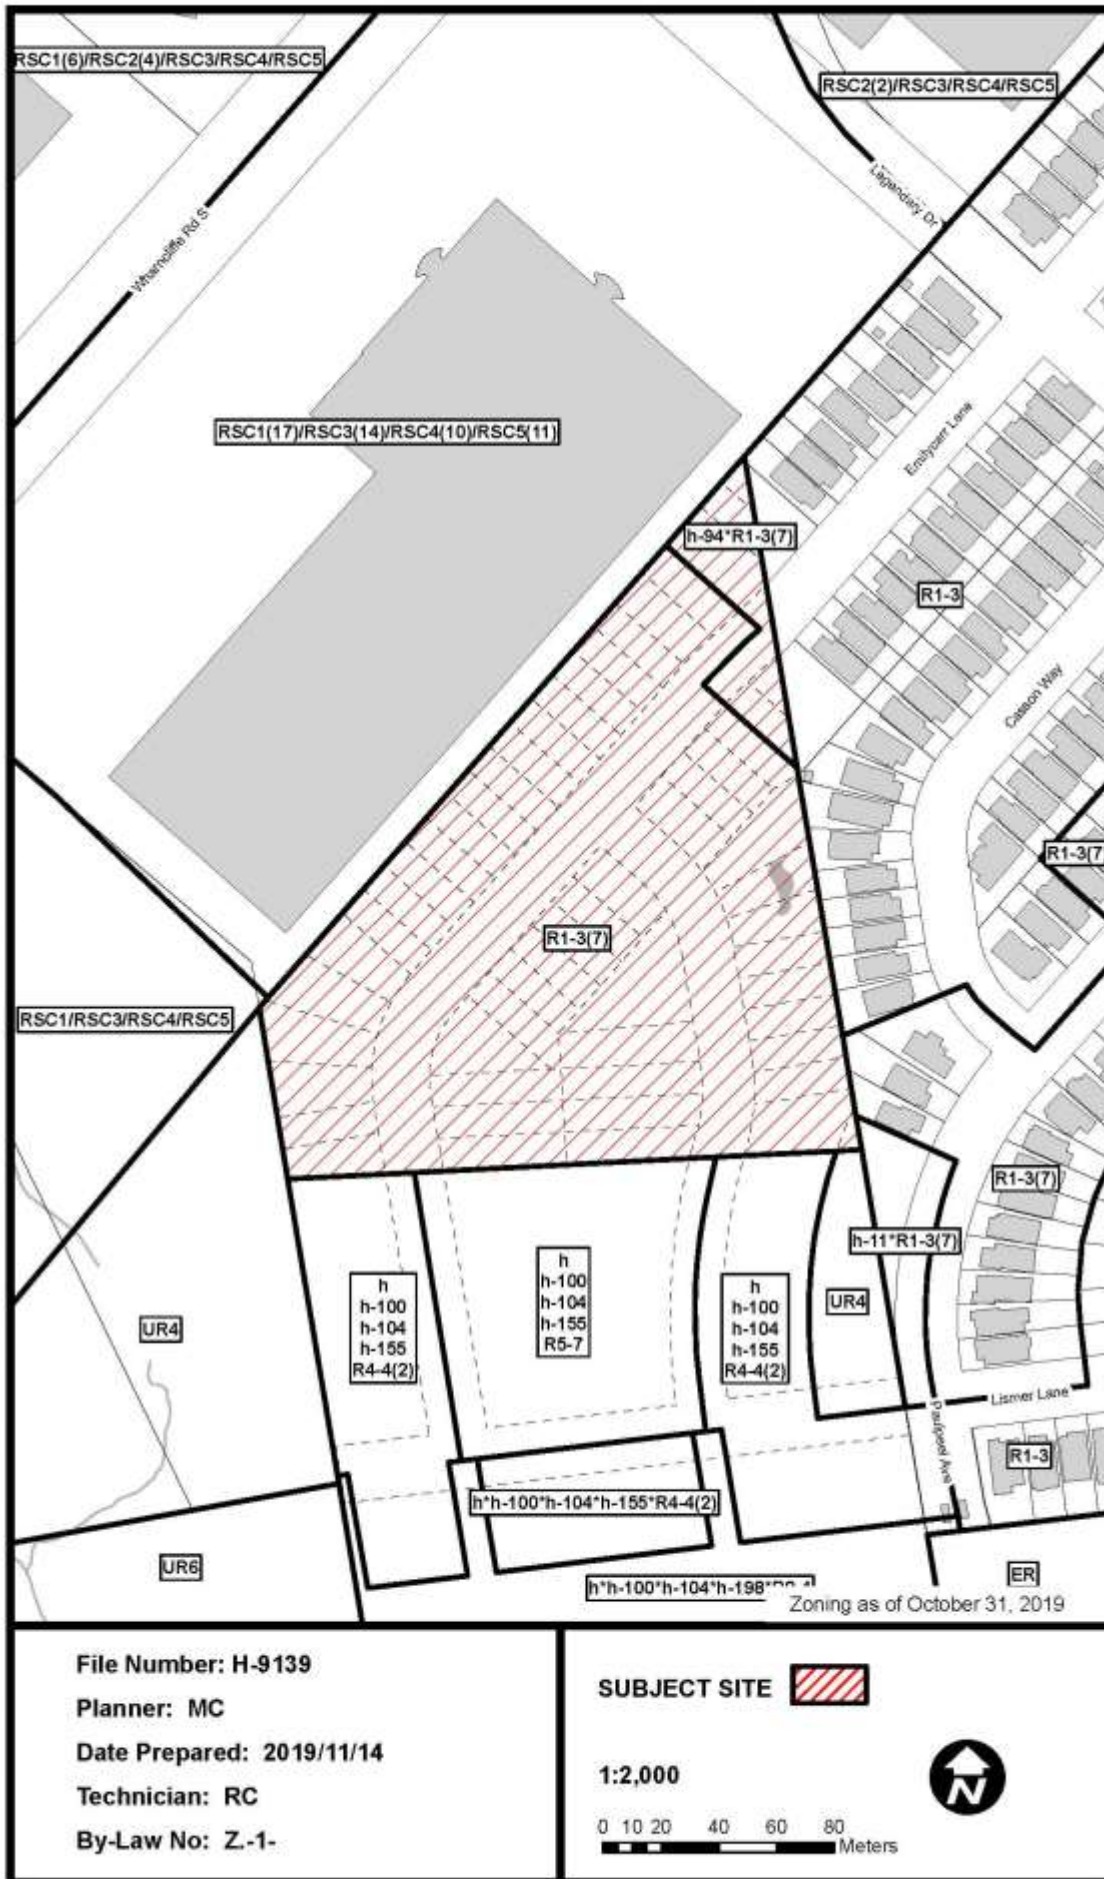 RSC1(6)/RSC2(4)/RSC3/RSC4/RSC5
RSC2(2)/RSC3/RSC4/RSC5
Legendary Dr
Wharncliffe Rd S
RSC1(17)/RSC3(14)/RSC4(10)/RSC5(11)
Emilycarr Lane
h-94*R1-3(7)
R1-3
Casson Way
R1-3(7)
R1-3(7)
RSC1/RSC3/RSC4/RSC5
R1-3(7)
h-11*R1-3(7)
h
h-100
h-104
h-155
R4-4(2)
h
h-100
h-104
h-155
R5-7
h
h-100
h-104
h-155
R4-4(2)
UR4
UR4
Lismer Lane
Paulpeel Ave
R1-3
h*h-100*h-104*h-155*R4-4(2)
UR6
h*h-100*h-104*h-198*
ER
Zoning as of October 31, 2019
File Number: H-9139
Planner: MC
Date Prepared: 2019/11/14
Technician: RC
By-Law No: Z.-1-
SUBJECT SITE
1:2,000
N
0 10 20 40 60 80
Meters